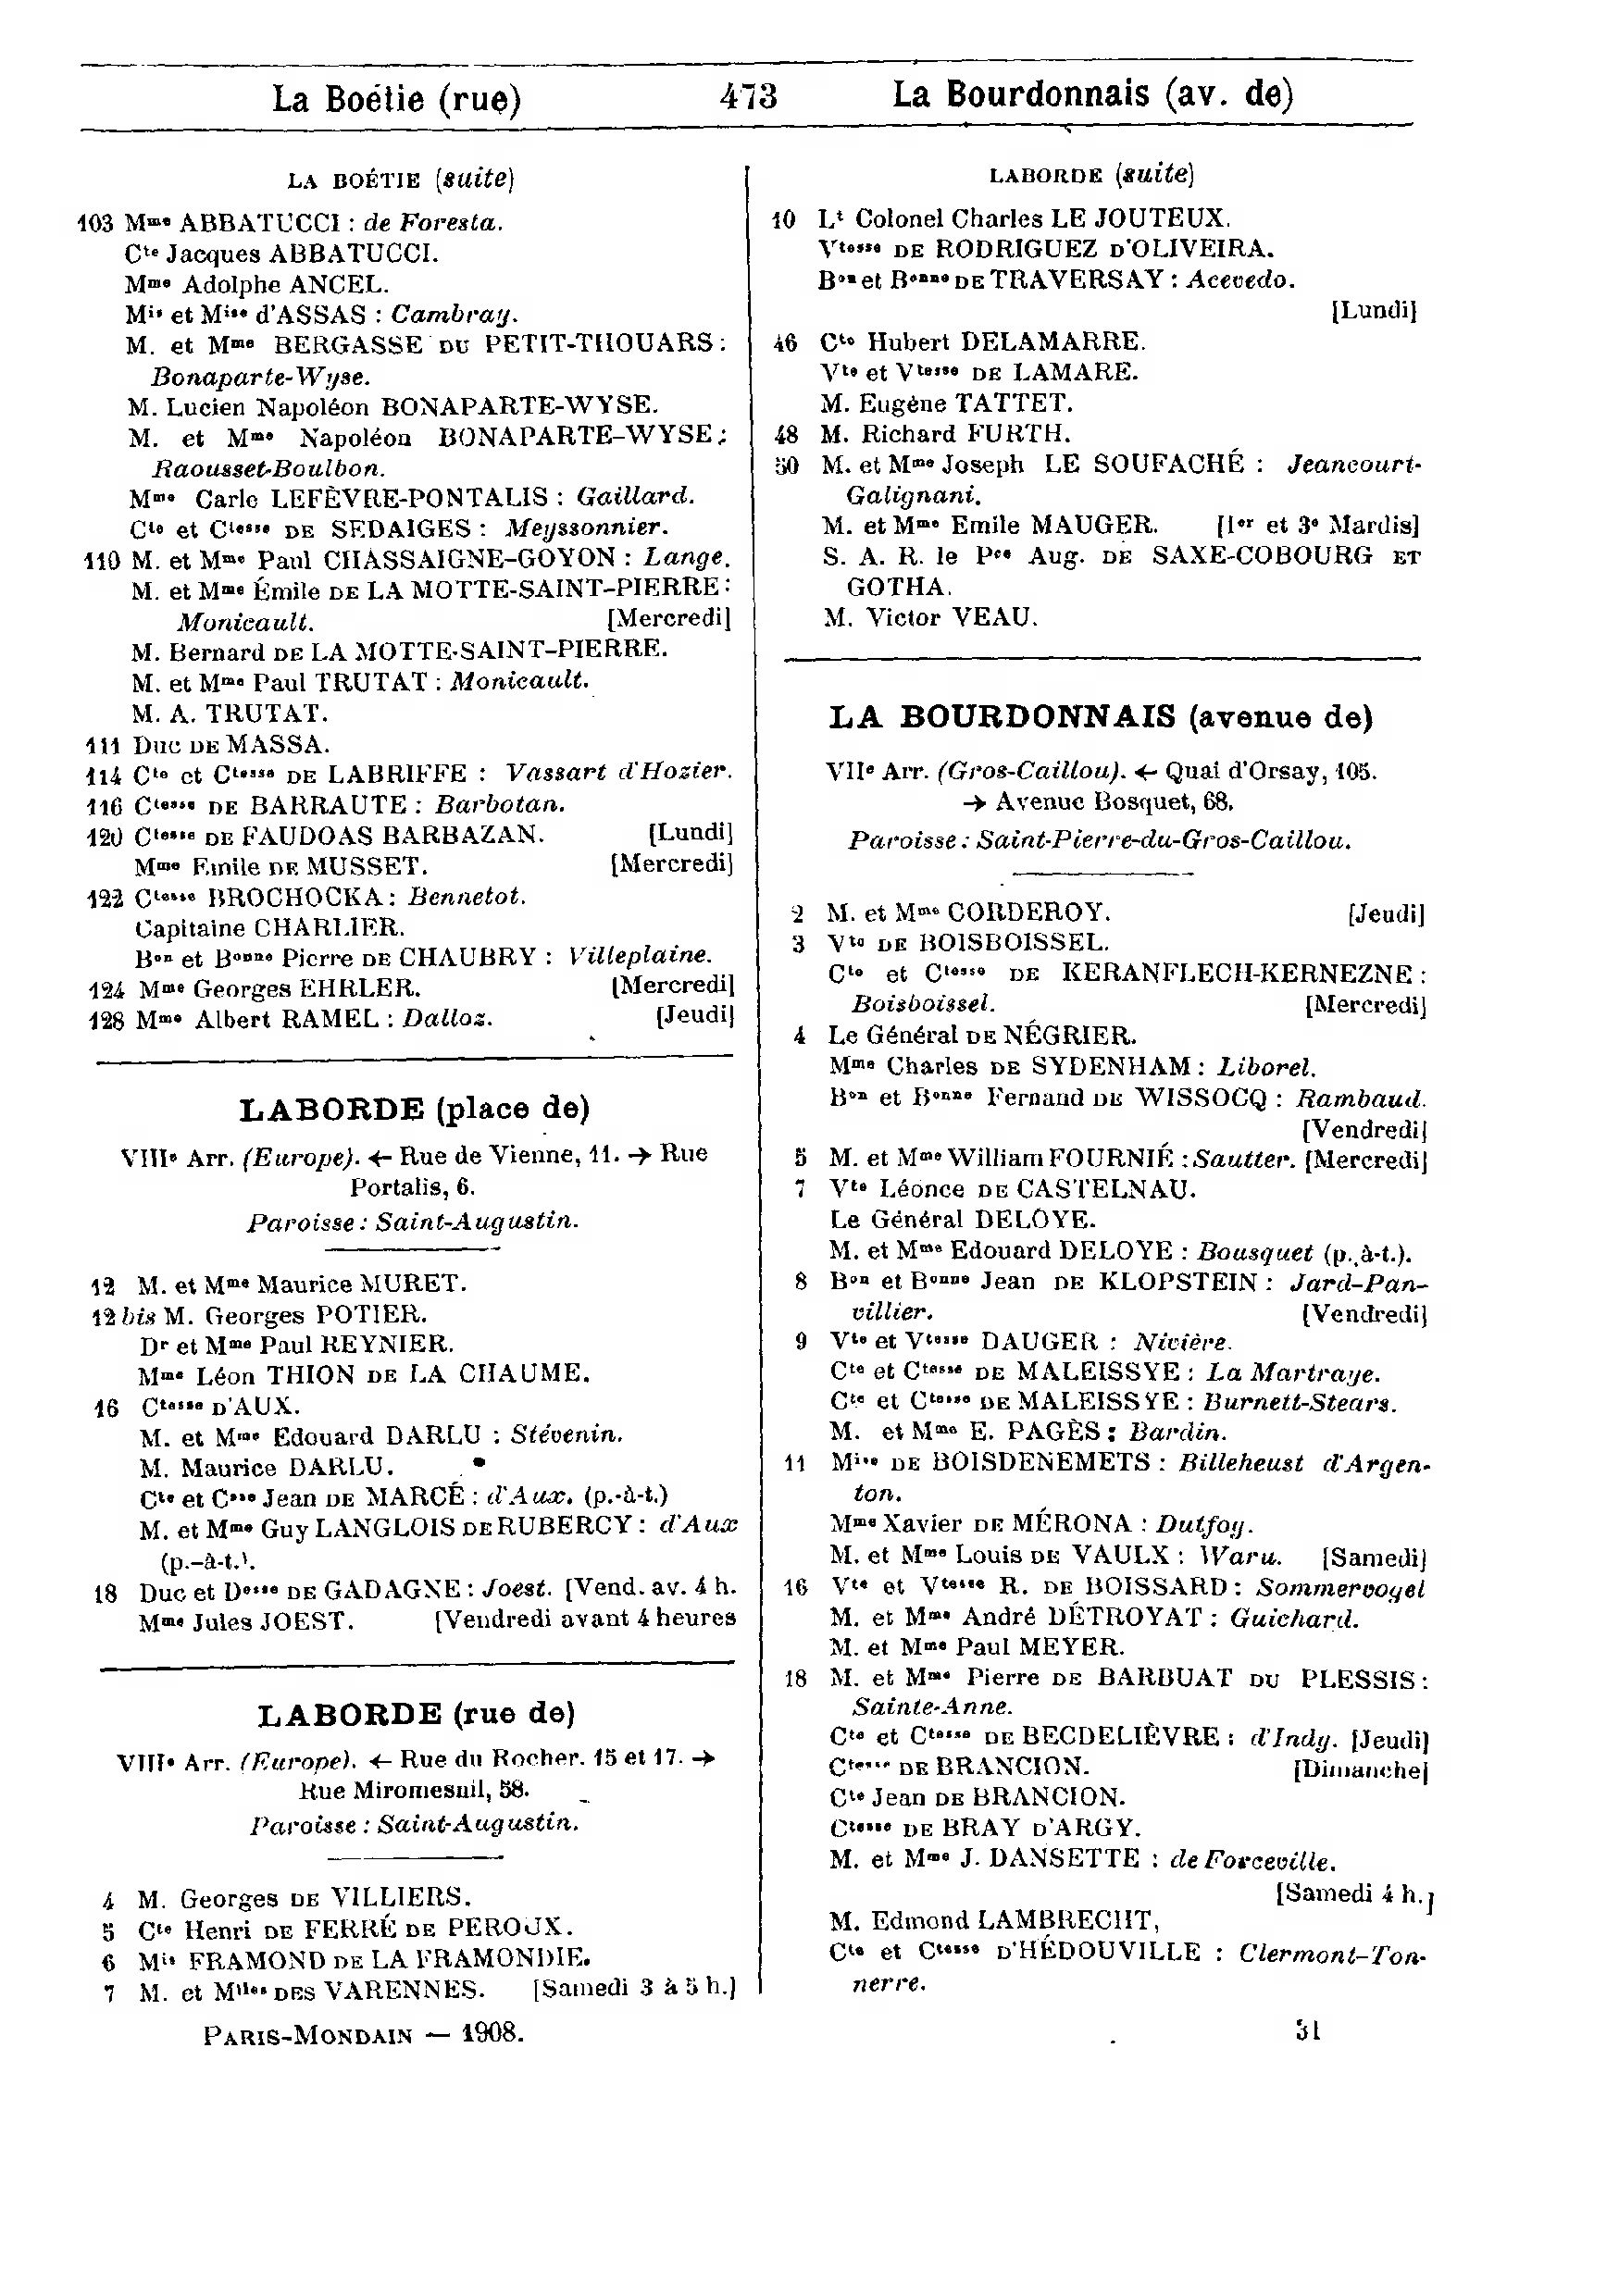 La Boétie (rue) 473 La Bourdonnais (av. de)
LA BOÉTIE (suite)
103 Mme ABBATUCCI : de Foresta.
Cte Jacques ABBATUCCI.
Mme Adolphe ANCEL.
Mis et Mise d'ASSAS : Cambray.
M. et Mme BERGASSE DU PETIT-THOUARS :
Bonaparte-Wyse.
M. Lucien Napoléon BONAPARTE-WYSE.
M. et Mme Napoléon BONAPARTE-WYSE :
Raousset-Boulbon.
Mme Carle LEFÈVRE-PONTALIS : Gaillard.
Cte et Ctesse DE SEDAIGES : Meyssonnier.
110 M. et Mme Paul CHASSAIGNE-GOYON : Lange.
M. et Mme Émile DE LA MOTTE-SAINT-PIERRE :
Monicault. [Mercredi]
M. Bernard DE LA MOTTE-SAINT-PIERRE.
M. et Mme Paul TRUTAT : Monicault.
M. A. TRUTAT.
111 Duc DE MASSA.
114 Cte et Ctesse DE LABRIFFE : Vassart d'Hozier.
116 Ctesse DE BARRAUTE : Barbotan.
120 Ctesse DE FAUDOAS BARBAZAN. [Lundi]
Mme Emile DE MUSSET. [Mercredi]
122 Ctesse BROCHOCKA : Bennetot.
Capitaine CHARLIER.
Bon et Bonne Pierre DE CHAUBRY : Villeplaine.
124 Mme Georges EHRLER. [Mercredi]
128 Mme Albert RAMEL : Dalloz. [Jeudi]
LABORDE (place de)
VIIIe Arr. (Europe). ← Rue de Vienne, 11. → Rue
Portalis, 6.
Paroisse : Saint-Augustin.
12 M. et Mme Maurice MURET.
12 bis M. Georges POTIER.
Dr et Mme Paul REYNIER.
Mme Léon THION DE LA CHAUME.
16 Ctesse D'AUX.
M. et Mme Edouard DARLU : Stévenin.
M. Maurice DARLU.
Cte et Csse Jean DE MARCÉ : d'Aux. (p.-à-t.)
M. et Mme Guy LANGLOIS DE RUBERCY : d'Aux
(p.-à-t.).
18 Duc et Desse DE GADAGNE : Joest. [Vend. av. 4 h.
Mme Jules JOEST. [Vendredi avant 4 heures
LABORDE (rue de)
VIIIe Arr. (Europe). ← Rue du Rocher. 15 et 17. →
Rue Miromesnil, 58.
Paroisse : Saint-Augustin.
4 M. Georges DE VILLIERS.
5 Cte Henri DE FERRÉ DE PEROUX.
6 Mis FRAMOND DE LA FRAMONDIE.
7 M. et Mlles DES VARENNES. [Samedi 3 à 5 h.]
PARIS-MONDAIN — 1908.
LABORDE (suite)
10 Lt Colonel Charles LE JOUTEUX.
Vtesse DE RODRIGUEZ D'OLIVEIRA.
Bon et Bonne DE TRAVERSAY : Acevedo.
[Lundi]
46 Cte Hubert DELAMARRE.
Vte et Vtesse DE LAMARE.
M. Eugène TATTET.
48 M. Richard FURTH.
50 M. et Mme Joseph LE SOUFACHÉ : Jeancourt-
Galignani.
M. et Mme Emile MAUGER. [1er et 3e Mardis]
S. A. R. le Pce Aug. DE SAXE-COBOURG ET
GOTHA.
M. Victor VEAU.
LA BOURDONNAIS (avenue de)
VIIe Arr. (Gros-Caillou). ← Quai d'Orsay, 105.
→ Avenue Bosquet, 68.
Paroisse : Saint-Pierre-du-Gros-Caillou.
2 M. et Mme CORDEROY. [Jeudi]
3 Vte DE BOISBOISSEL.
Cte et Ctesse DE KERANFLECH-KERNEZNE :
Boisboissel. [Mercredi]
4 Le Général DE NÉGRIER.
Mme Charles DE SYDENHAM : Liborel.
Bon et Bonne Fernand DE WISSOCQ : Rambaud.
[Vendredi]
5 M. et Mme William FOURNIÉ : Sautter. [Mercredi]
7 Vte Léonce DE CASTELNAU.
Le Général DELOYE.
M. et Mme Edouard DELOYE : Bousquet (p.-à-t.).
8 Bon et Bonne Jean DE KLOPSTEIN : Jard-Pan-
villier. [Vendredi]
9 Vte et Vtesse DAUGER : Nivière.
Cte et Ctesse DE MALEISSYE : La Martraye.
Cte et Ctesse DE MALEISSYE : Burnett-Stears.
M. et Mme E. PAGÈS : Bardin.
11 Mise DE BOISDENEMETS : Billeheust d'Argen-
ton.
Mme Xavier DE MÉRONA : Dutfoy.
M. et Mme Louis DE VAULX : Waru. [Samedi]
16 Vte et Vtesse R. DE BOISSARD : Sommervogel
M. et Mme André DÉTROYAT : Guichard.
M. et Mme Paul MEYER.
18 M. et Mme Pierre DE BARBUAT DU PLESSIS :
Sainte-Anne.
Cte et Ctesse DE BECDELIÈVRE : d'Indy. [Jeudi]
Ctesse DE BRANCION. [Dimanche]
Cte Jean DE BRANCION.
Ctesse DE BRAY D'ARGY.
M. et Mme J. DANSETTE : de Forceville.
[Samedi 4 h.]
M. Edmond LAMBRECHT,
Cte et Ctesse D'HÉDOUVILLE : Clermont-Ton-
nerre.
31